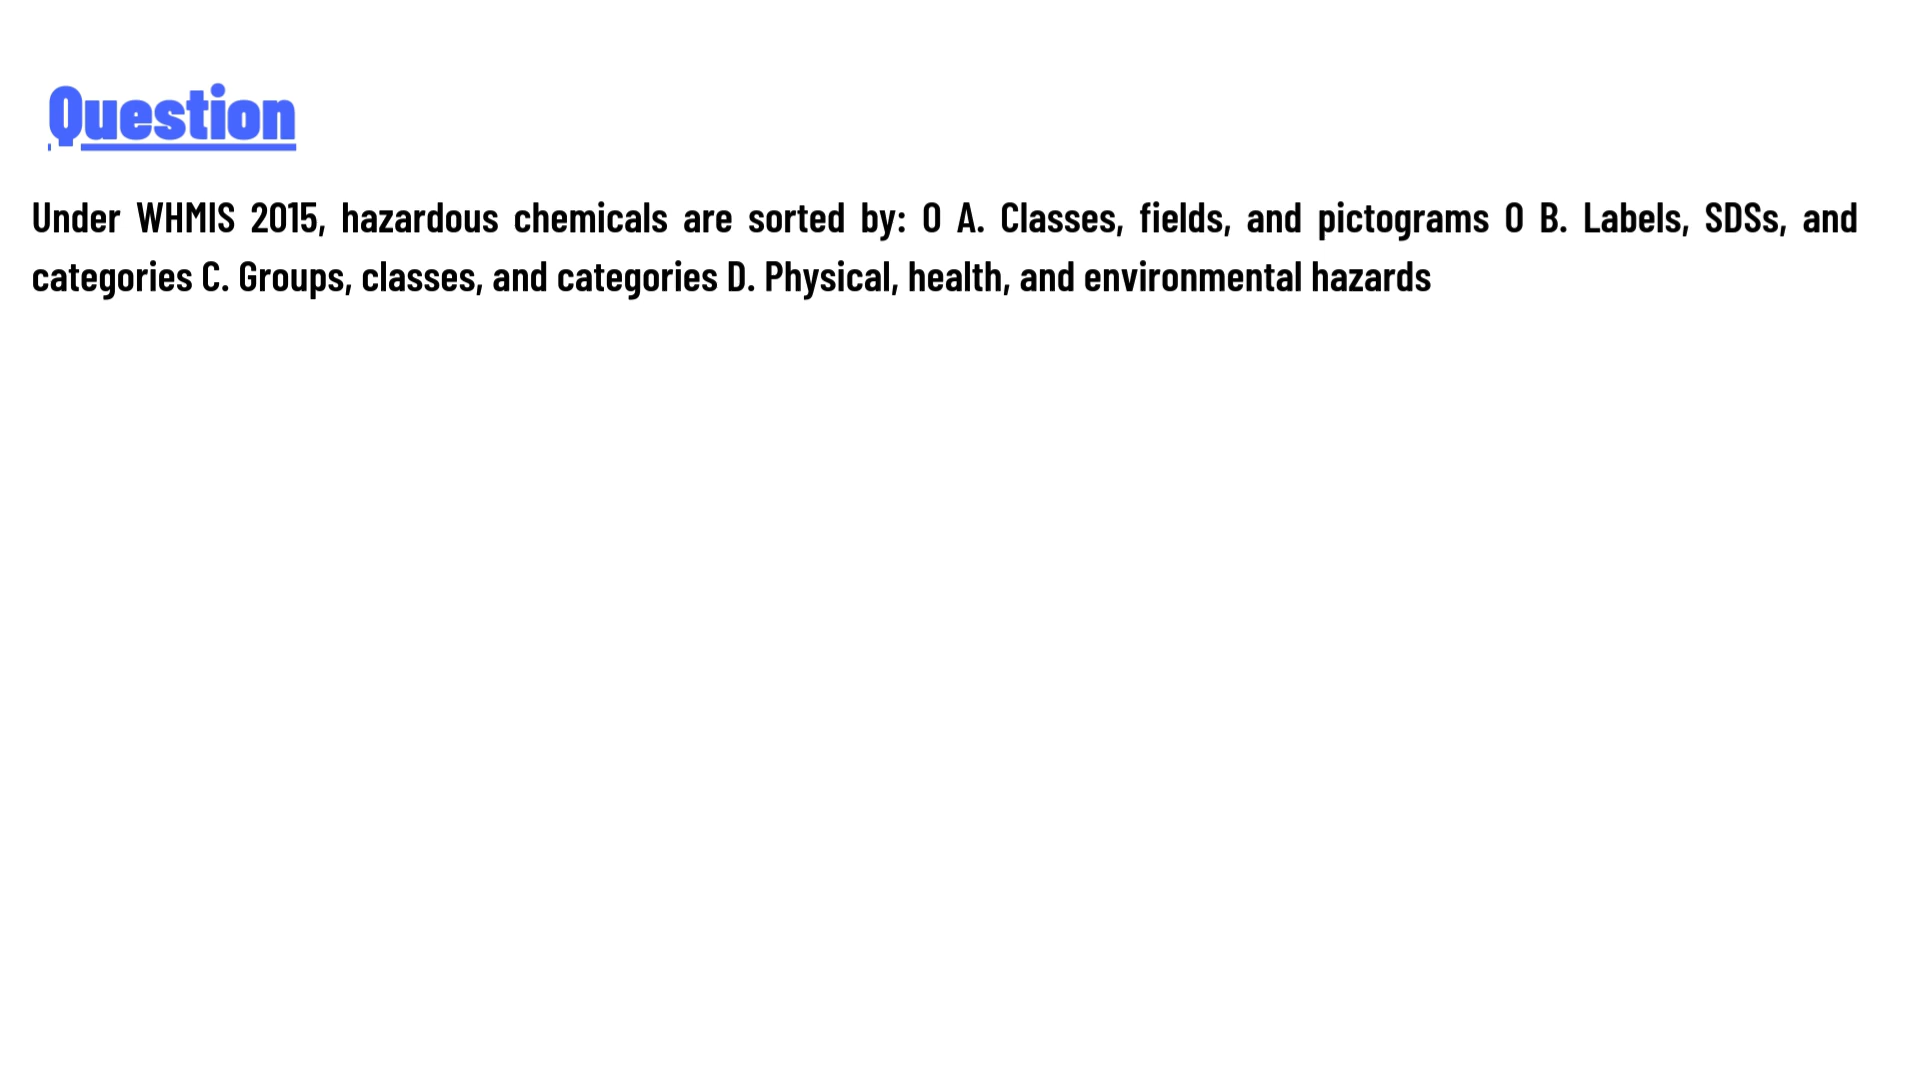 Question
Under WHMIS 2015, hazardous chemicals are sorted by: O A. Classes, fields, and pictograms O B. Labels, SDSs, and
categories C. Groups, classes, and categories D. Physical, health, and environmental hazards